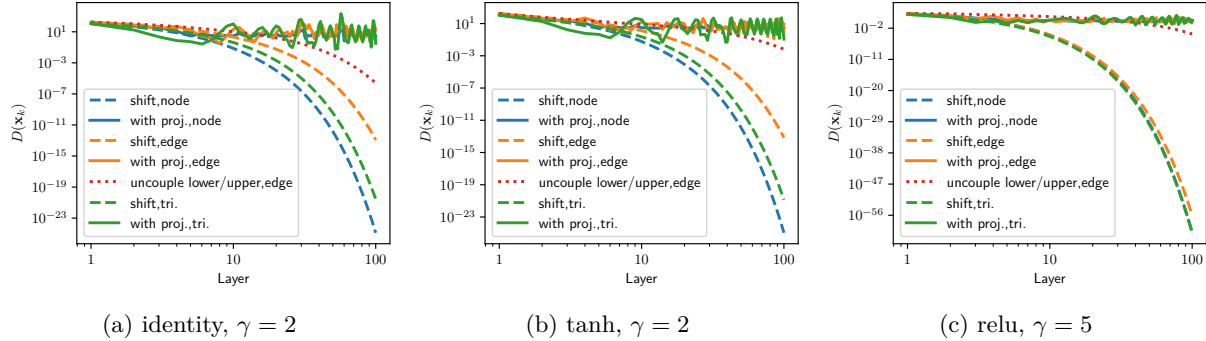 10^1
10^-3
10^-7
10^-11
10^-15
10^-19
10^-23
D(x_k)
shift,node
with proj.,node
shift,edge
with proj.,edge
uncouple lower/upper,edge
shift,tri.
with proj.,tri.
1 10 100
Layer
(a) identity, γ = 2
10^1
10^-3
10^-7
10^-11
10^-15
10^-19
10^-23
D(x_k)
shift,node
with proj.,node
shift,edge
with proj.,edge
uncouple lower/upper,edge
shift,tri.
with proj.,tri.
1 10 100
Layer
(b) tanh, γ = 2
10^-2
10^-11
10^-20
10^-29
10^-38
10^-47
10^-56
D(x_k)
shift,node
with proj.,node
shift,edge
with proj.,edge
uncouple lower/upper,edge
shift,tri.
with proj.,tri.
1 10 100
Layer
(c) relu, γ = 5